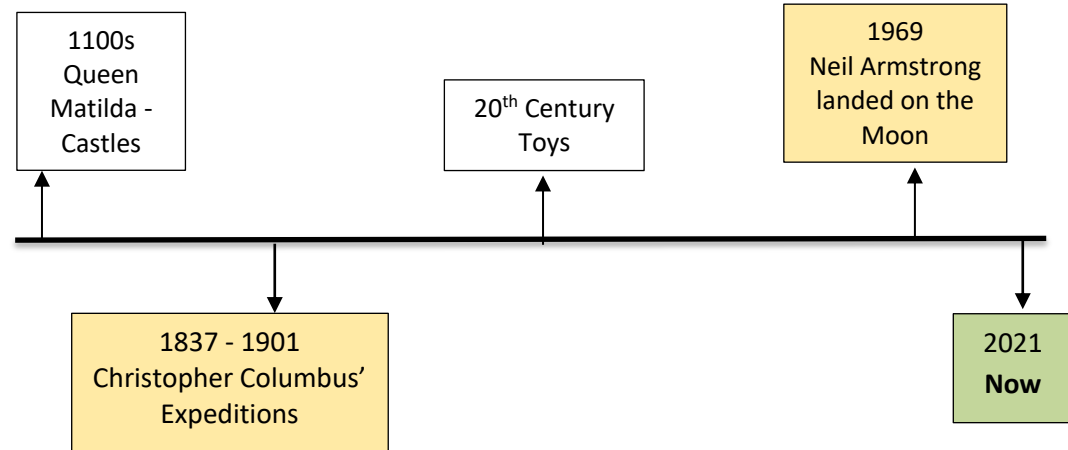 1100s
Queen
Matilda -
Castles
20th Century
Toys
1969
Neil Armstrong
landed on the
Moon
1837 - 1901
Christopher Columbus’
Expeditions
2021
Now